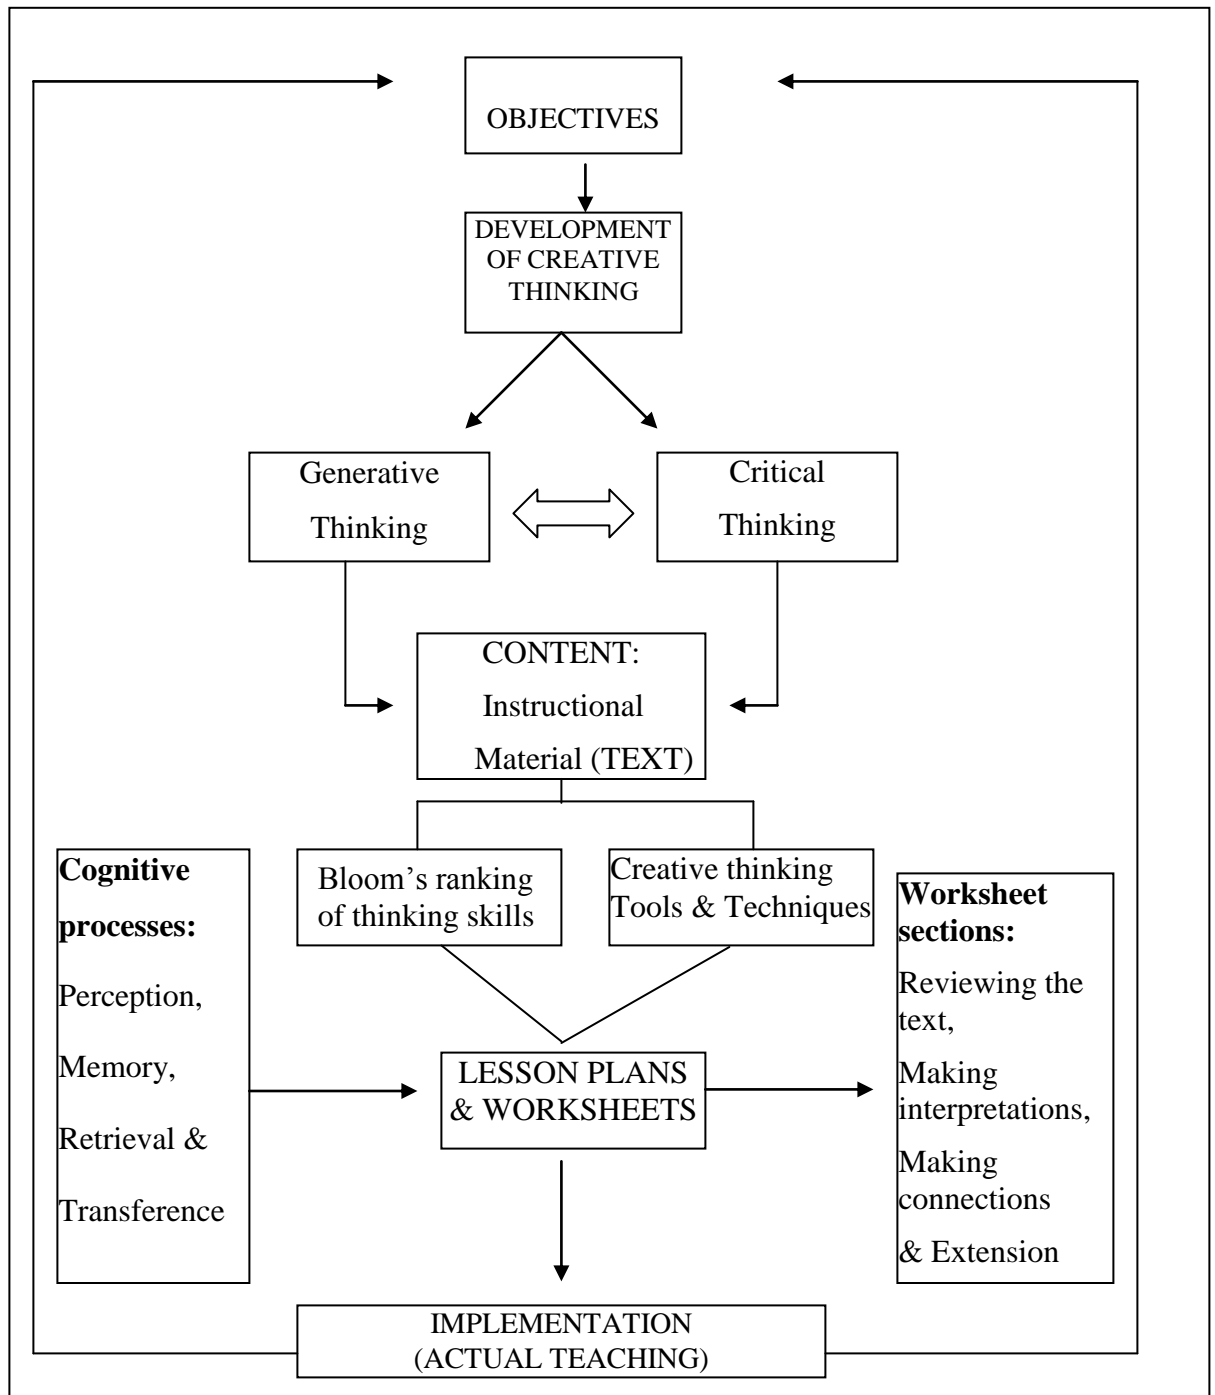 OBJECTIVES
DEVELOPMENT
OF CREATIVE
THINKING
Generative
Thinking
Critical
Thinking
CONTENT:
Instructional
Material (TEXT)
Cognitive
processes:
Perception,
Memory,
Retrieval &
Transference
Bloom’s ranking
of thinking skills
Creative thinking
Tools & Techniques
Worksheet
sections:
Reviewing the
text,
Making
interpretations,
Making
connections
& Extension
LESSON PLANS
& WORKSHEETS
IMPLEMENTATION
(ACTUAL TEACHING)